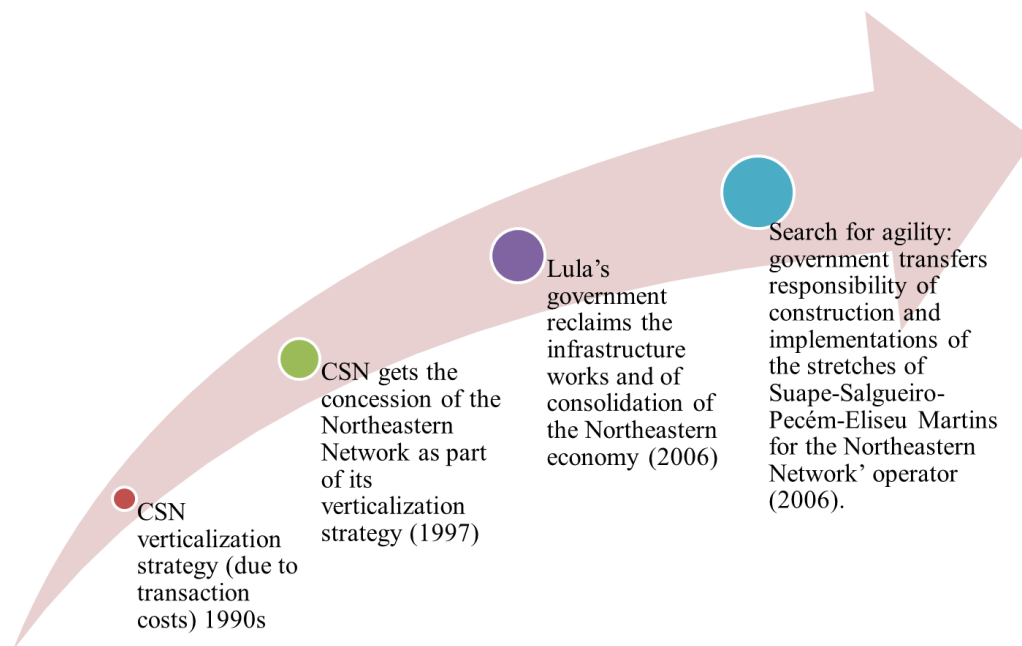 CSN
verticalization
strategy (due to
transaction
costs) 1990s
CSN gets the
concession of the
Northeastern
Network as part
of its
verticalization
strategy (1997)
Lula’s
government
reclaims the
infrastructure
works and of
consolidation of
the Northeastern
economy (2006)
Search for agility:
government transfers
responsibility of
construction and
implementations of
the stretches of
Suape-Salgueiro-
Pecém-Eliseu Martins
for the Northeastern
Network’ operator
(2006).